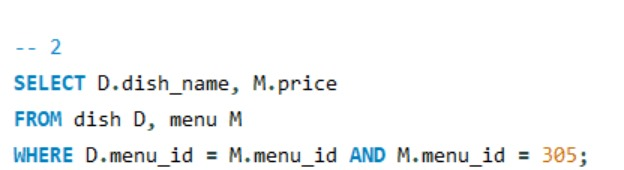 -- 2
SELECT D.dish_name, M.price
FROM dish D, menu M
WHERE D.menu_id = M.menu_id AND M.menu_id = 305;